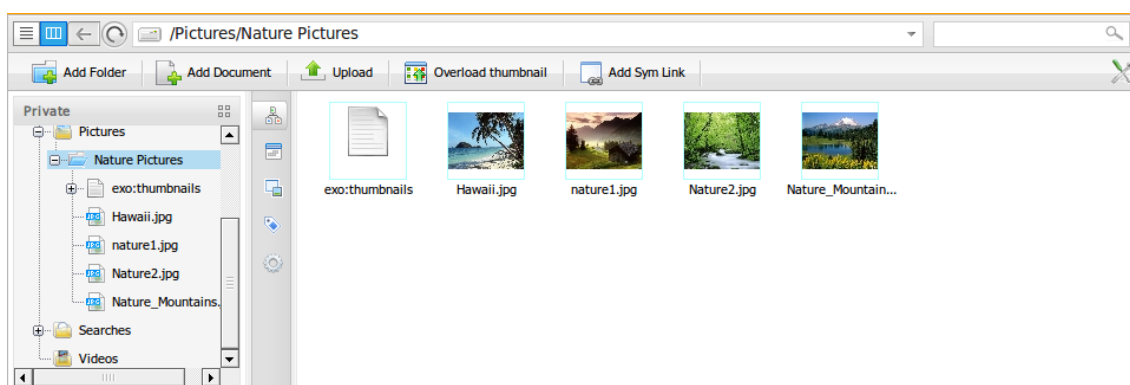 /Pictures/Nature Pictures
Add Folder
Add Document
Upload
Overload thumbnail
Add Sym Link
Private
Pictures
Nature Pictures
exo:thumbnails
Hawaii.jpg
nature1.jpg
Nature2.jpg
Nature_Mountains.
Searches
Videos
exo:thumbnails
Hawaii.jpg
nature1.jpg
Nature2.jpg
Nature_Mountain...